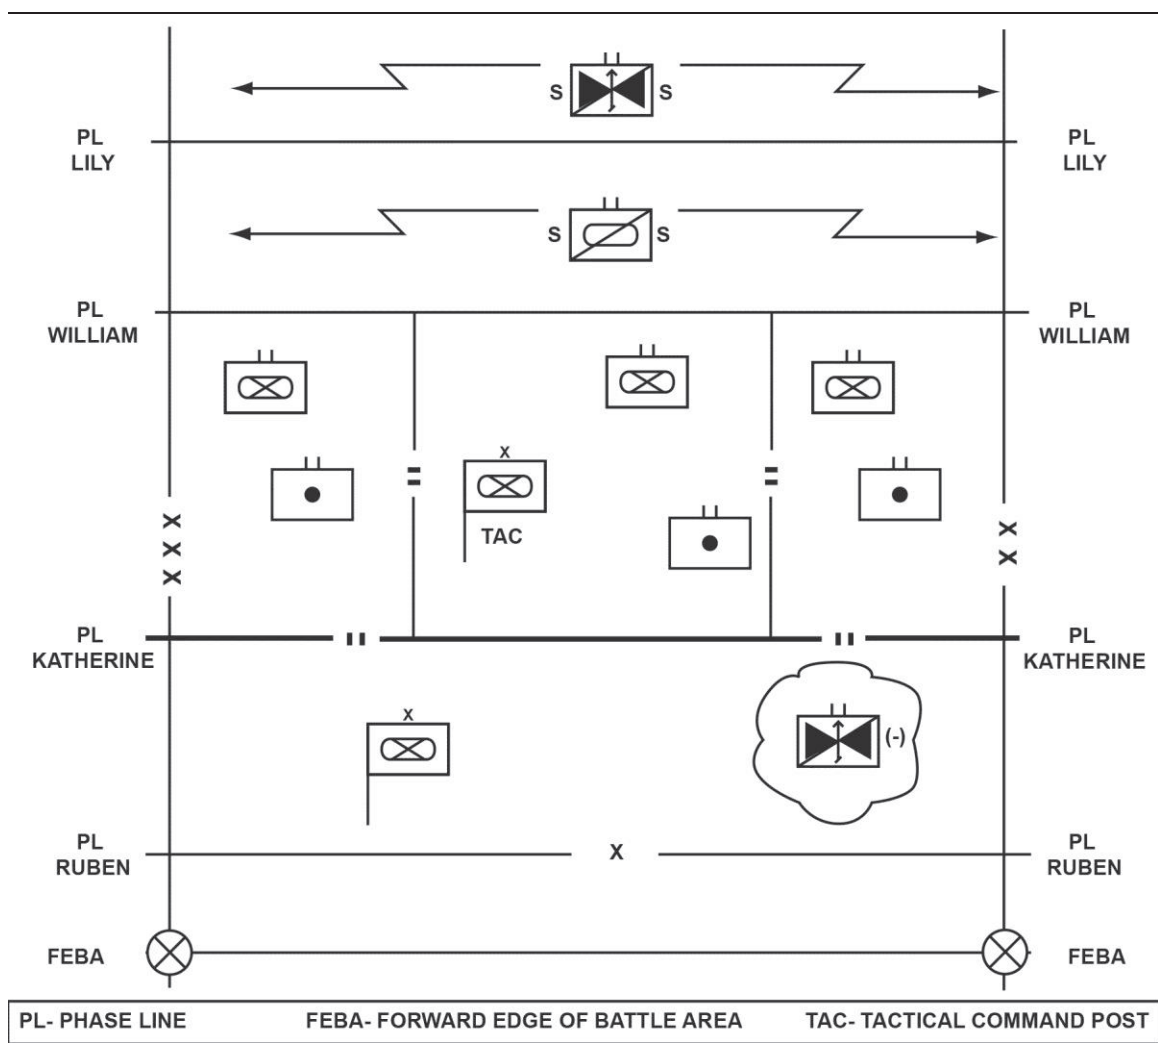 S S
PL
LILY
PL
LILY
S S
PL
WILLIAM
PL
WILLIAM
X
TAC
X
X
X
X
X
PL
KATHERINE
PL
KATHERINE
X
(-)
PL
RUBEN
X
PL
RUBEN
FEBA
FEBA
PL- PHASE LINE FEBA- FORWARD EDGE OF BATTLE AREA TAC- TACTICAL COMMAND POST